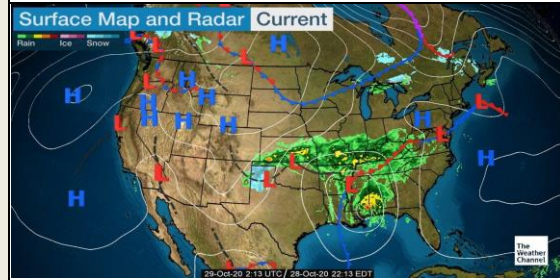 Surface Map and Radar Current
Rain Ice Snow
H
L
L
H
L
L
H
H
H
H
H
H
H
L
H
L
H
L
L
L
H
L
L
H
L
L
L
The
Weather
Channel
29-Oct-20 2:13 UTC / 28-Oct-20 22:13 EDT